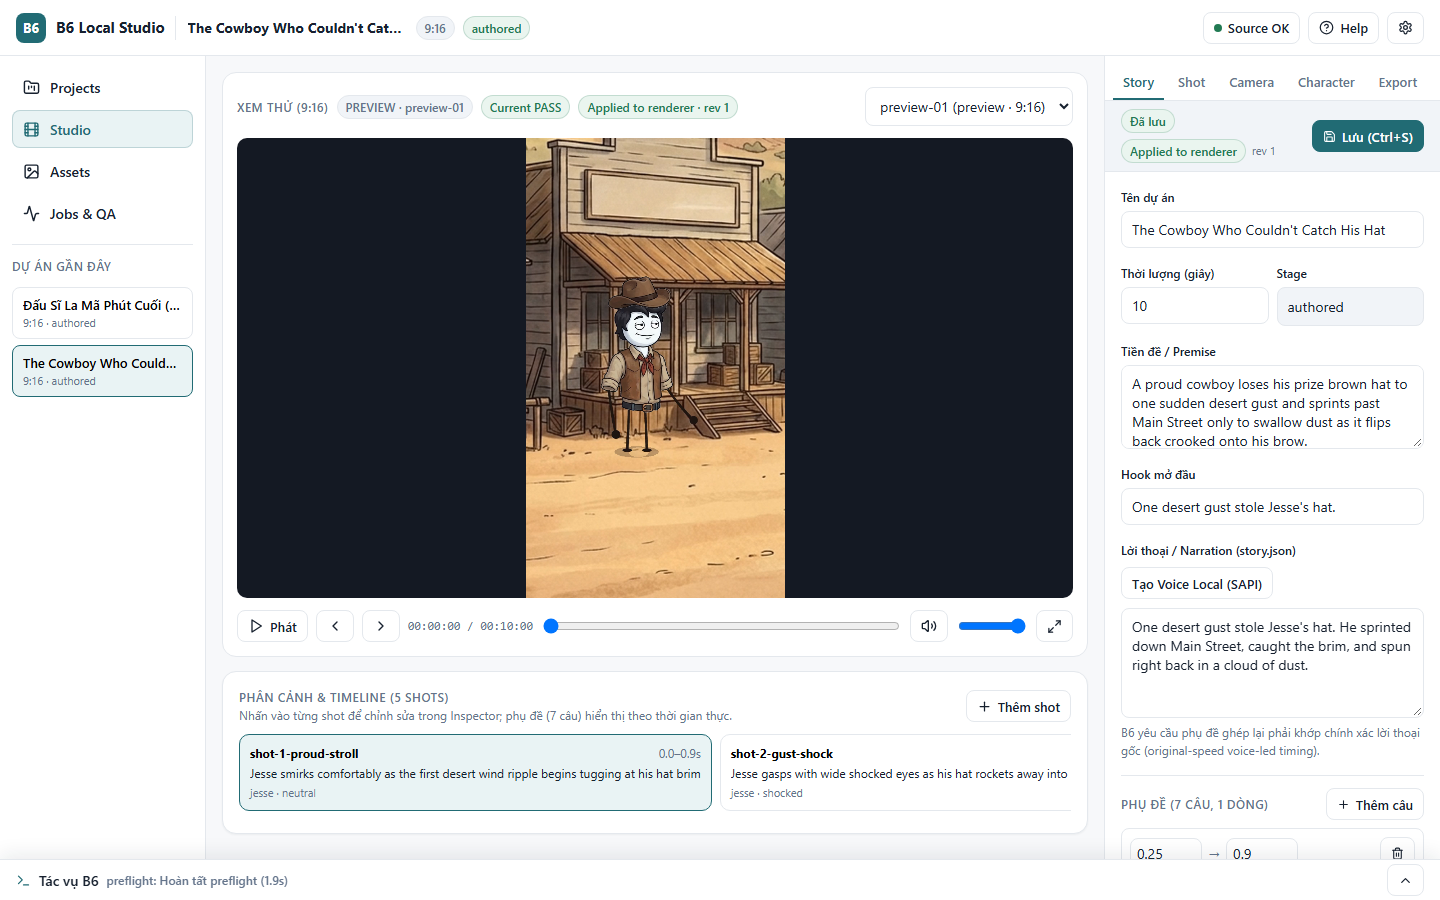 B6
B6 Local Studio
The Cowboy Who Couldn't Cat...
9:16
authored
Source OK
Help
Projects
Studio
Assets
Jobs & QA
DỰ ÁN GẦN ĐÂY
Đấu Sĩ La Mã Phút Cuối (...
9:16 · authored
The Cowboy Who Could...
9:16 · authored
XEM THỬ (9:16)
PREVIEW · preview-01
Current PASS
Applied to renderer · rev 1
preview-01 (preview · 9:16)
Phát
00:00:00 / 00:10:00
PHÂN CẢNH & TIMELINE (5 SHOTS)
Nhấn vào từng shot để chỉnh sửa trong Inspector; phụ đề (7 câu) hiển thị theo thời gian thực.
Thêm shot
shot-1-proud-stroll
0.0–0.9s
Jesse smirks comfortably as the first desert wind ripple begins tugging at his hat brim
jesse · neutral
shot-2-gust-shock
Jesse gasps with wide shocked eyes as his hat rockets away into
jesse · shocked
Story
Shot
Camera
Character
Export
Đã lưu
Applied to renderer
rev 1
Lưu (Ctrl+S)
Tên dự án
The Cowboy Who Couldn't Catch His Hat
Thời lượng (giây)
Stage
10
authored
Tiền đề / Premise
A proud cowboy loses his prize brown hat to
one sudden desert gust and sprints past
Main Street only to swallow dust as it flips
back crooked onto his brow.
Hook mở đầu
One desert gust stole Jesse's hat.
Lời thoại / Narration (story.json)
Tạo Voice Local (SAPI)
One desert gust stole Jesse's hat. He sprinted
down Main Street, caught the brim, and spun
right back in a cloud of dust.
B6 yêu cầu phụ đề ghép lại phải khớp chính xác lời thoại
gốc (original-speed voice-led timing).
PHỤ ĐỀ (7 CÂU, 1 DÒNG)
Thêm câu
0.25 → 0.9
Tác vụ B6
preflight: Hoàn tất preflight (1.9s)